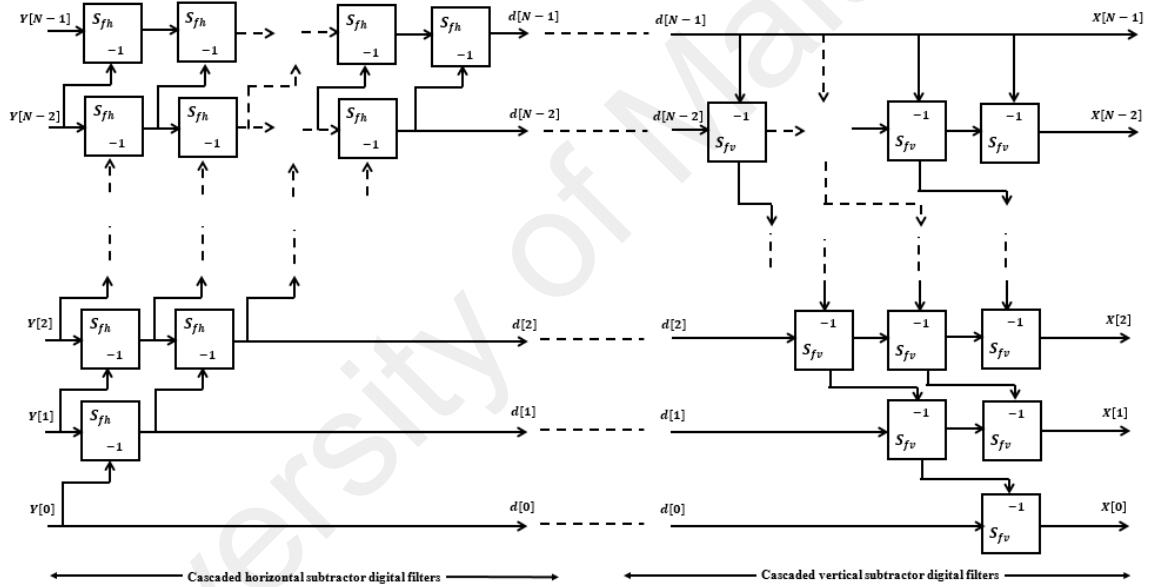 Y[N−1] S_fh −1 S_fh −1 S_fh −1 S_fh −1 d[N−1] d[N−1] X[N−1]
Y[N−2] S_fh −1 S_fh −1 S_fh −1 d[N−2] d[N−2] −1 S_fv −1 S_fv −1 S_fv X[N−2]
Y[2] S_fh −1 S_fh −1 d[2] d[2] −1 S_fv −1 S_fv −1 S_fv X[2]
Y[1] S_fh −1 d[1] d[1] −1 S_fv −1 S_fv X[1]
Y[0] d[0] d[0] −1 S_fv X[0]
Cascaded horizontal subtractor digital filters Cascaded vertical subtractor digital filters
versity of Mal